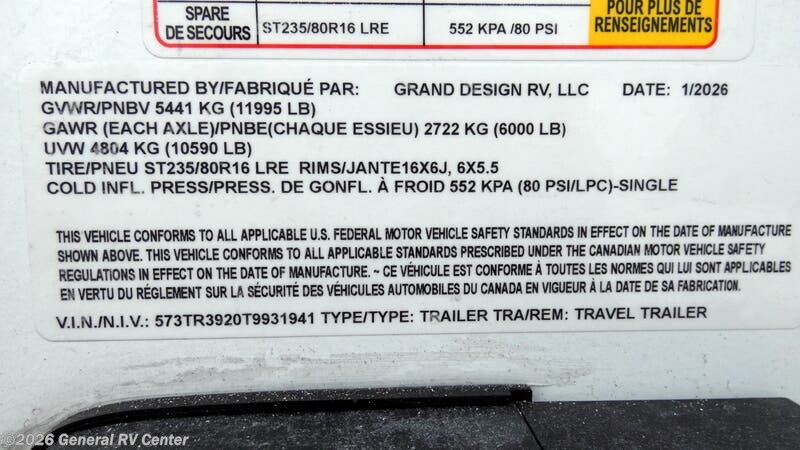 POUR PLUS DE
SPARE
DE SECOURS
ST235/80R16 LRE
552 KPA /80 PSI
RENSEIGNEMENTS
MANUFACTURED BY/FABRIQUÉ PAR: GRAND DESIGN RV, LLC DATE: 1/2026
GVWR/PNBV 5441 KG (11995 LB)
GAWR (EACH AXLE)/PNBE(CHAQUE ESSIEU) 2722 KG (6000 LB)
UVW 4804 KG (10590 LB)
TIRE/PNEU ST235/80R16 LRE RIMS/JANTE16X6J, 6X5.5
COLD INFL. PRESS/PRESS. DE GONFL. À FROID 552 KPA (80 PSI/LPC)-SINGLE
THIS VEHICLE CONFORMS TO ALL APPLICABLE U.S. FEDERAL MOTOR VEHICLE SAFETY STANDARDS IN EFFECT ON THE DATE OF MANUFACTURE
SHOWN ABOVE. THIS VEHICLE CONFORMS TO ALL APPLICABLE STANDARDS PRESCRIBED UNDER THE CANADIAN MOTOR VEHICLE SAFETY
REGULATIONS IN EFFECT ON THE DATE OF MANUFACTURE. ~ CE VÉHICULE EST CONFORME À TOUTES LES NORMES QUI LUI SONT APPLICABLES
EN VERTU DU RÉGLEMENT SUR LA SÉCURITÉ DES VÉHICULES AUTOMOBILES DU CANADA EN VIGUEUR À LA DATE DE SA FABRICATION.
V.I.N./N.I.V.: 573TR3920T9931941 TYPE/TYPE: TRAILER TRA/REM: TRAVEL TRAILER
©2026 General RV Center